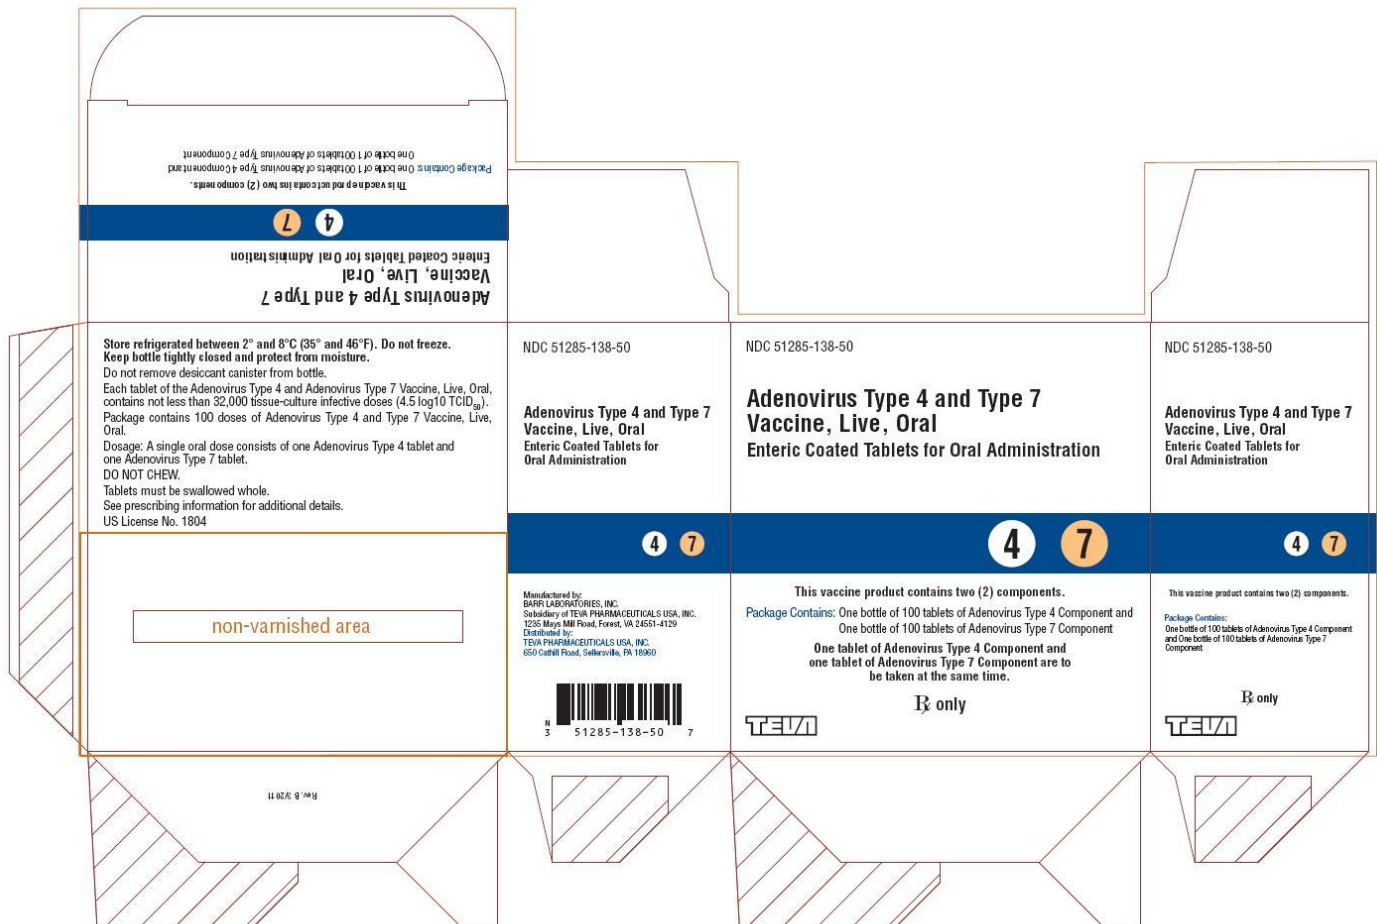 Adenovirus Type 4 and Type 7
Vaccine, Live, Oral
Enteric Coated Tablets for Oral Administration
4 7
This vaccine product contains two (2) components.
Package Contains: One bottle of 100 tablets of Adenovirus Type 4 Component and
One bottle of 100 tablets of Adenovirus Type 7 Component
Store refrigerated between 2° and 8°C (35° and 46°F). Do not freeze.
Keep bottle tightly closed and protect from moisture.
Do not remove desiccant canister from bottle.
Each tablet of the Adenovirus Type 4 and Adenovirus Type 7 Vaccine, Live, Oral,
contains not less than 32,000 tissue-culture infective doses (4.5 log10 TCID50).
Package contains 100 doses of Adenovirus Type 4 and Type 7 Vaccine, Live,
Oral.
Dosage: A single oral dose consists of one Adenovirus Type 4 tablet and
one Adenovirus Type 7 tablet.
DO NOT CHEW.
Tablets must be swallowed whole.
See prescribing information for additional details.
US License No. 1804
non-varnished area
Rev. B 3/2011
NDC 51285-138-50
Adenovirus Type 4 and Type 7
Vaccine, Live, Oral
Enteric Coated Tablets for
Oral Administration
4 7
Manufactured by:
BARR LABORATORIES, INC.
Subsidiary of TEVA PHARMACEUTICALS USA, INC.
1235 Mays Mill Road, Forest, VA 24551-4129
Distributed by:
TEVA PHARMACEUTICALS USA, INC.
650 Cathill Road, Sellersville, PA 18960
N
3 51285-138-50 7
NDC 51285-138-50
Adenovirus Type 4 and Type 7
Vaccine, Live, Oral
Enteric Coated Tablets for Oral Administration
4 7
This vaccine product contains two (2) components.
Package Contains: One bottle of 100 tablets of Adenovirus Type 4 Component and
One bottle of 100 tablets of Adenovirus Type 7 Component
One tablet of Adenovirus Type 4 Component and
one tablet of Adenovirus Type 7 Component are to
be taken at the same time.
℞ only
TEVA
NDC 51285-138-50
Adenovirus Type 4 and Type 7
Vaccine, Live, Oral
Enteric Coated Tablets for
Oral Administration
4 7
This vaccine product contains two (2) components.
Package Contains:
One bottle of 100 tablets of Adenovirus Type 4 Component
and One bottle of 100 tablets of Adenovirus Type 7
Component
℞ only
TEVA